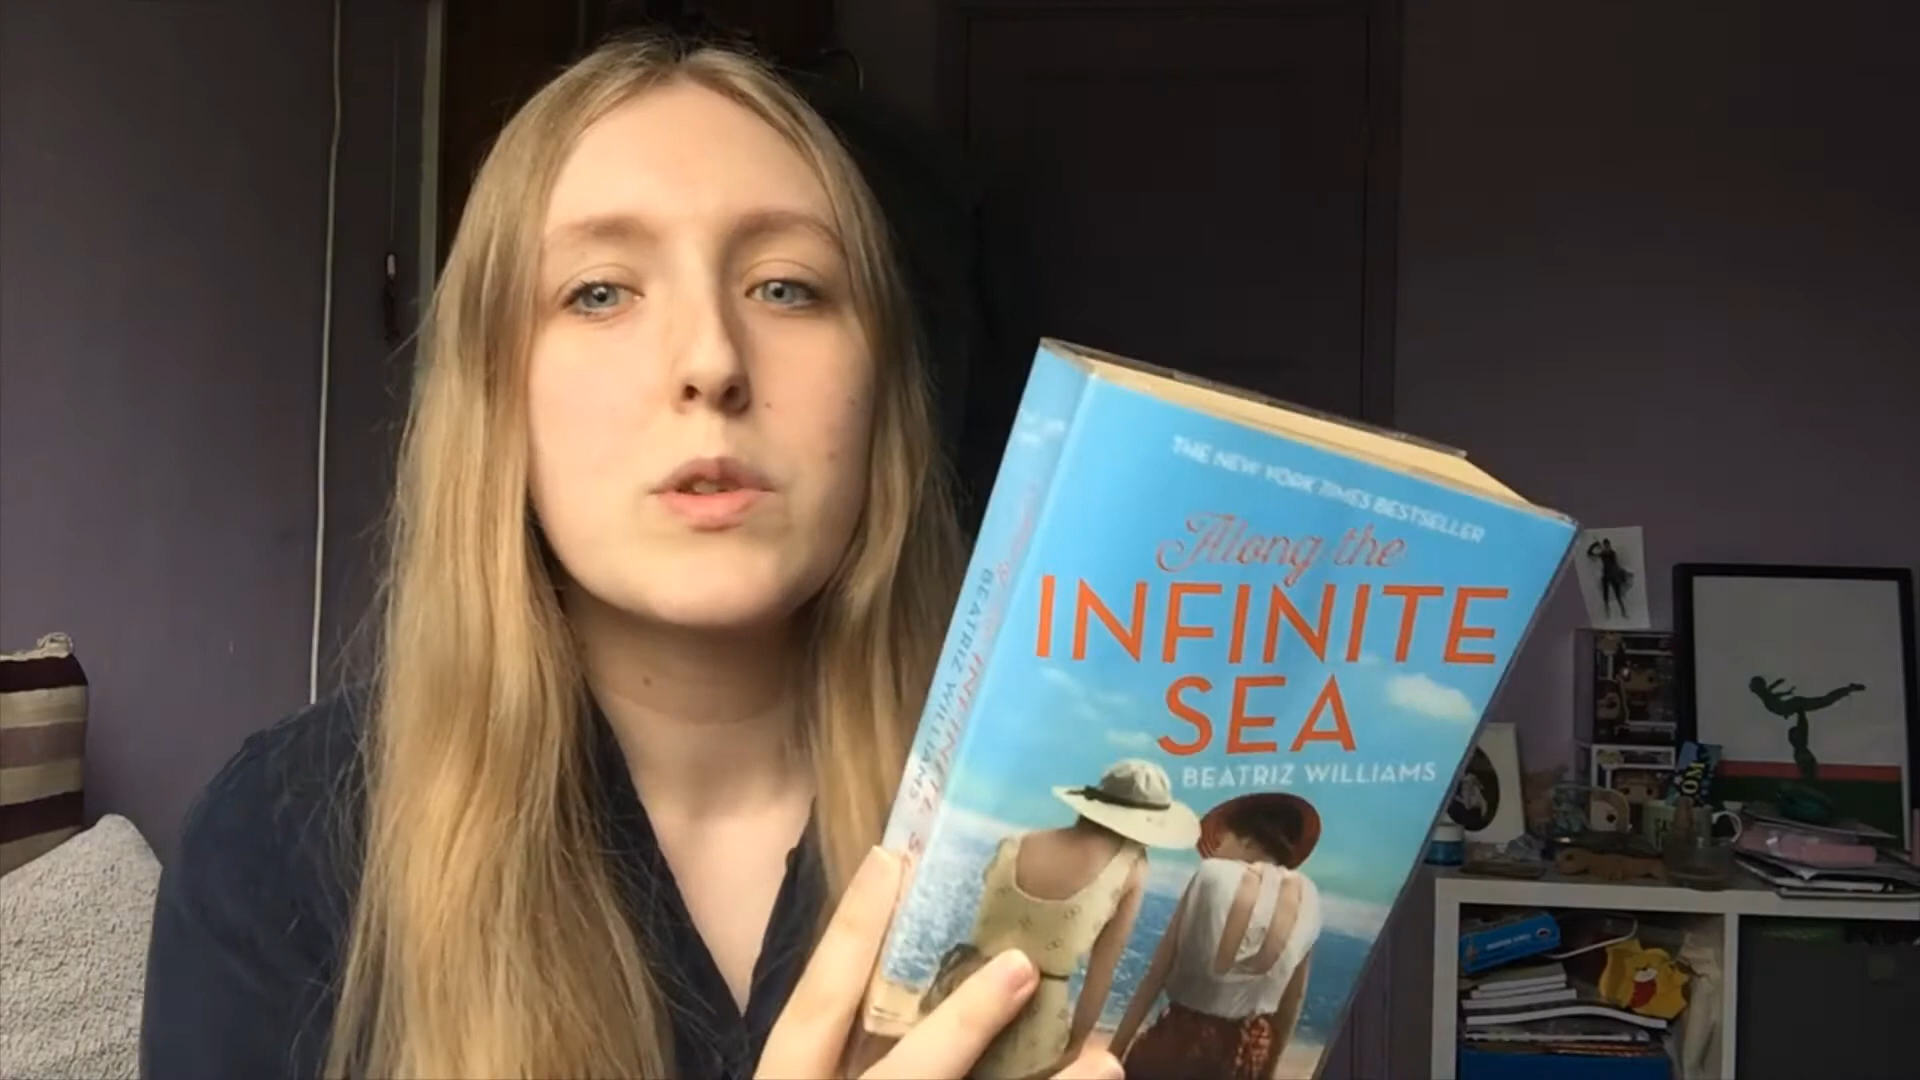 THE NEW YORK TIMES BESTSELLER
Along the
INFINITE
SEA
BEATRIZ WILLIAMS
BEATRIZ WILLIAMS